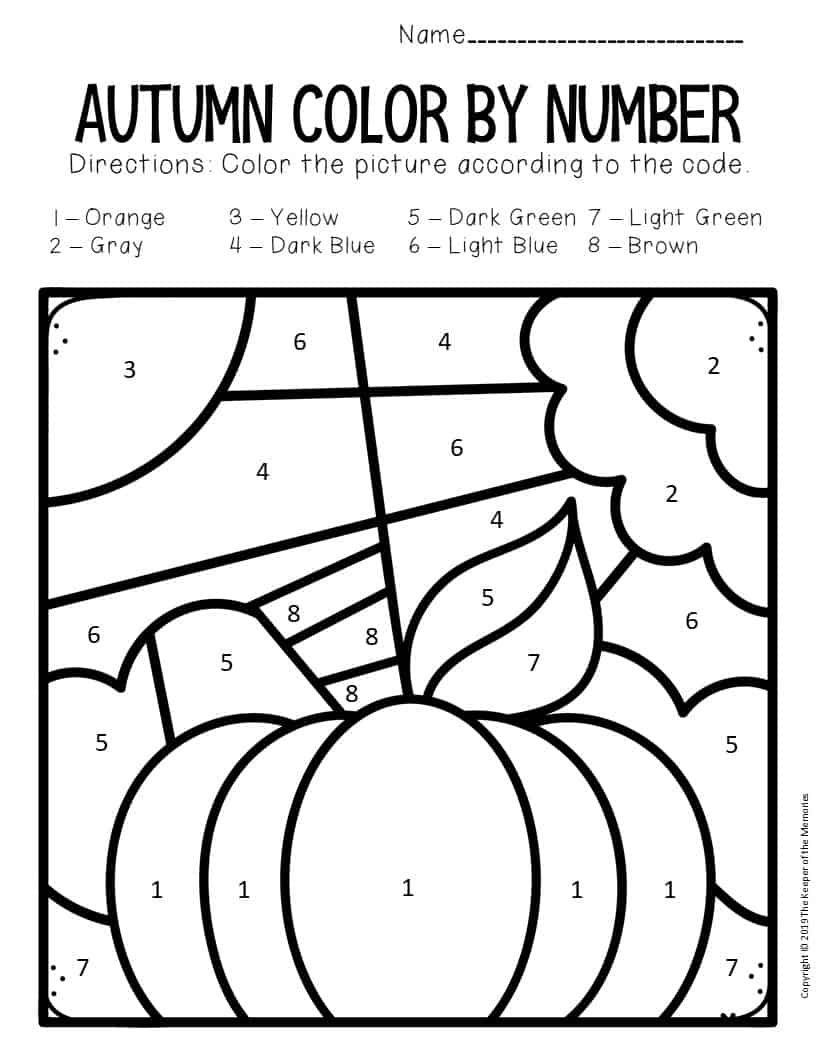 Name
AUTUMN COLOR BY NUMBER
Directions: Color the picture according to the code.
1 – Orange 3 – Yellow 5 – Dark Green 7 – Light Green
2 – Gray 4 – Dark Blue 6 – Light Blue 8 – Brown
6 4
3 2
6
4
2
4
5
8 6
6 8
5 7
8
5 5
1 1 1 1 1
7 7
Copyright © 2019 The Keeper of the Memories